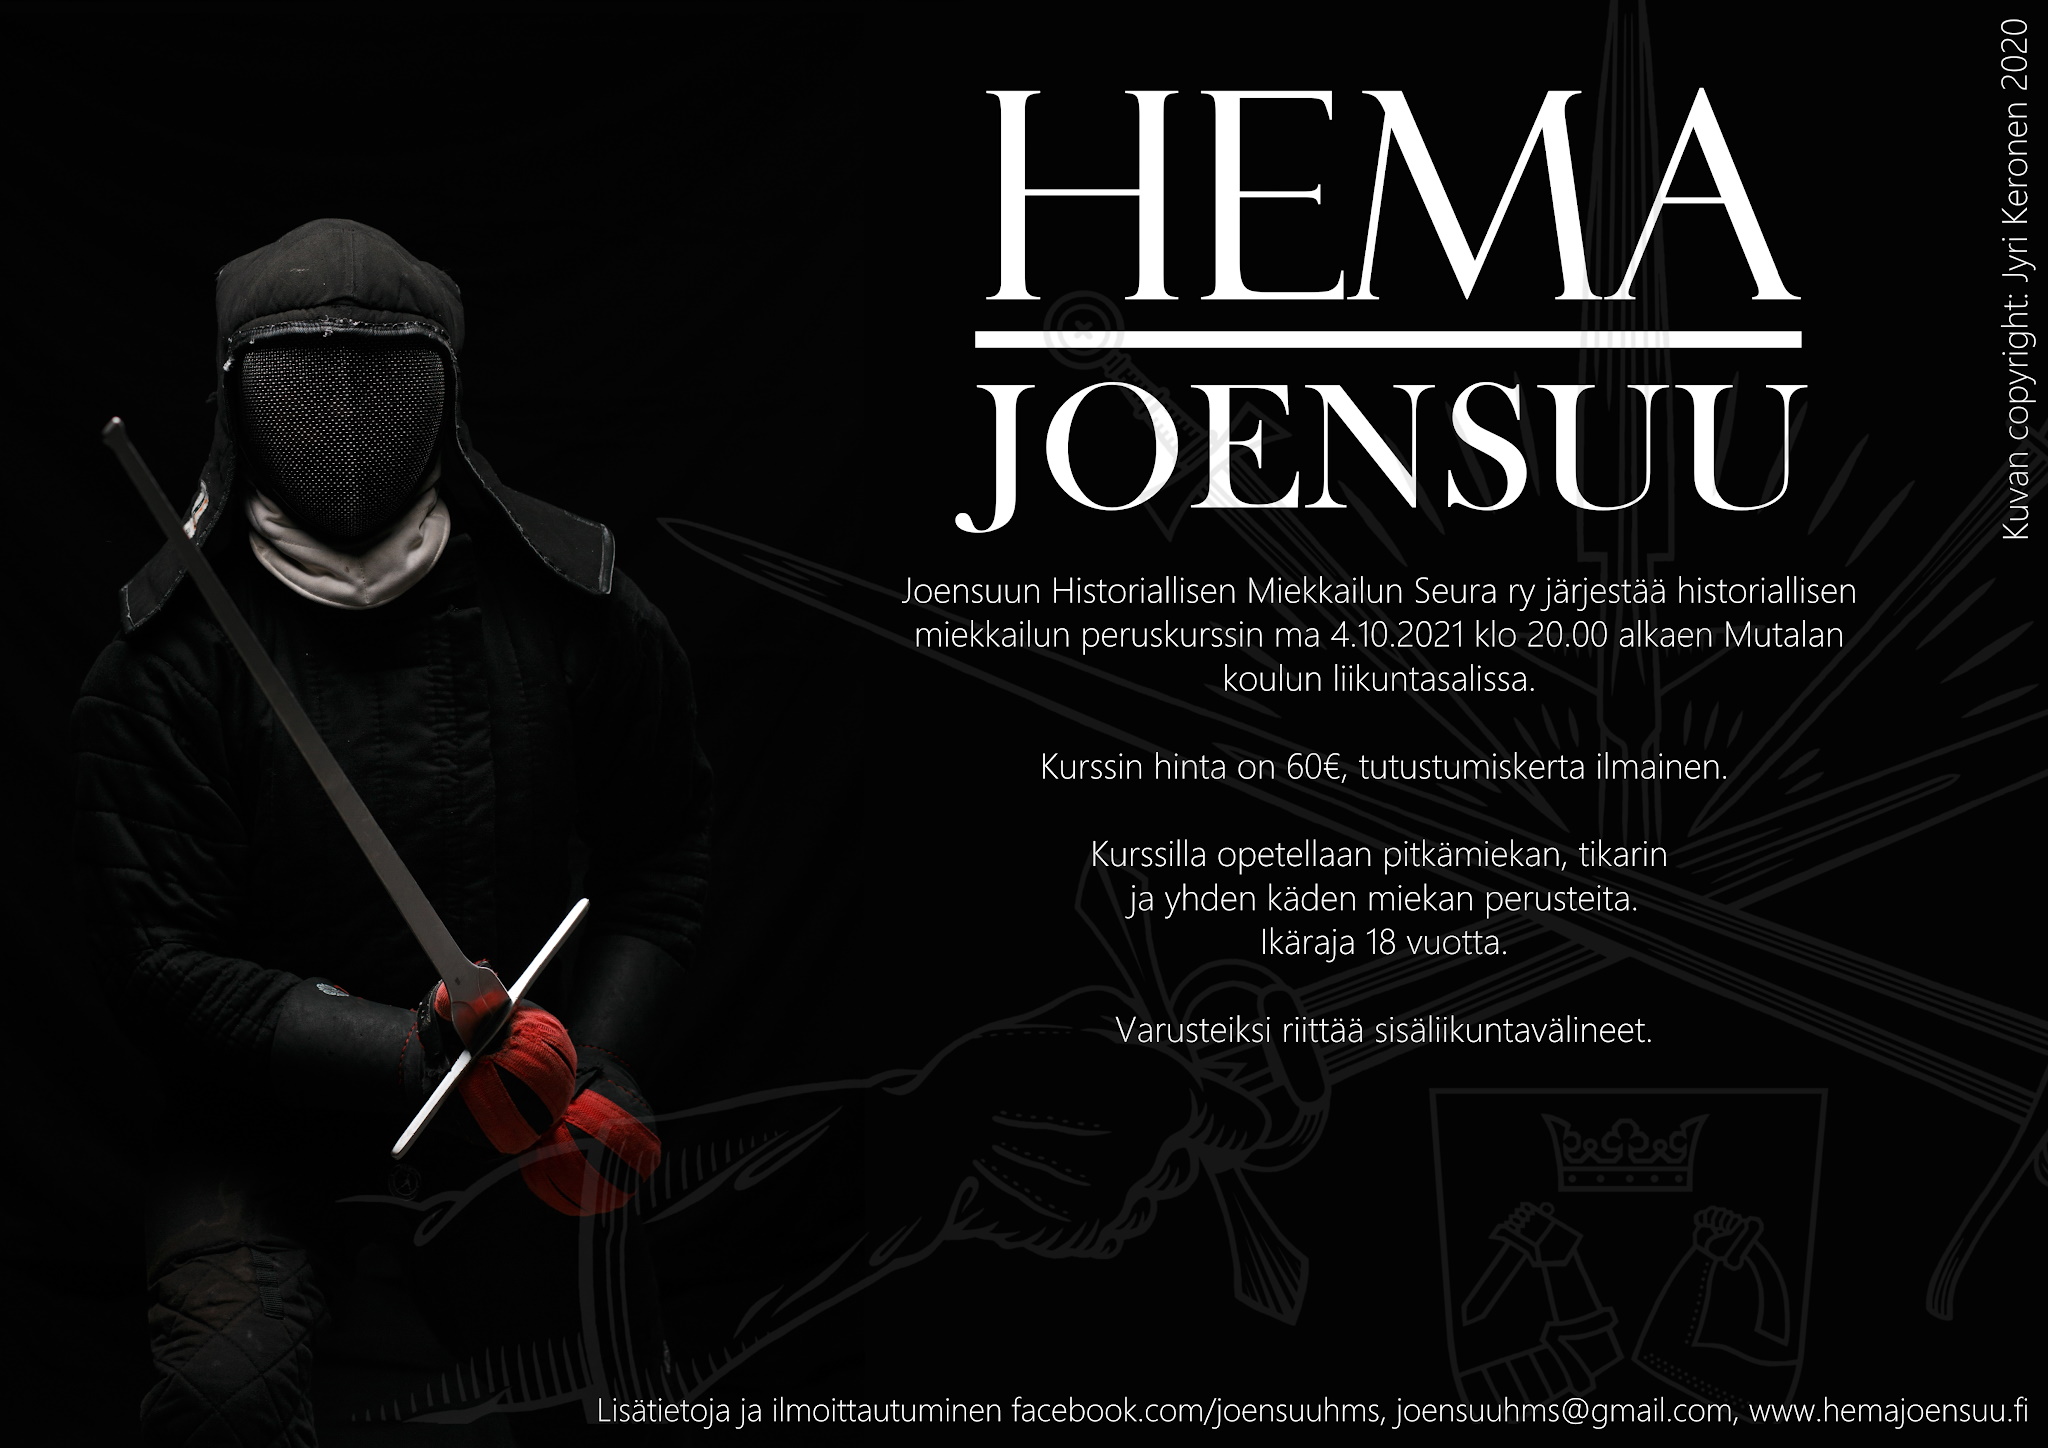 HEMA
JOENSUU
Joensuun Historiallisen Miekkailun Seura ry järjestää historiallisen
miekkailun peruskurssin ma 4.10.2021 klo 20.00 alkaen Mutalan
koulun liikuntasalissa.
Kurssin hinta on 60€, tutustumiskerta ilmainen.
Kurssilla opetellaan pitkämiekan, tikarin
ja yhden käden miekan perusteita.
Ikäraja 18 vuotta.
Varusteiksi riittää sisäliikuntavälineet.
Lisätietoja ja ilmoittautuminen facebook.com/joensuuhms, joensuuhms@gmail.com, www.hemajoensuu.fi
Kuvan copyright: Jyri Keronen 2020